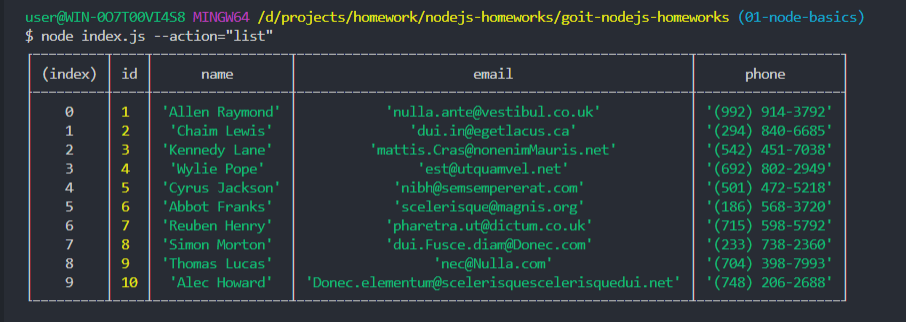 user@WIN-0O7T00VI4S8 MINGW64 /d/projects/homework/nodejs-homeworks/goit-nodejs-homeworks (01-node-basics)
$ node index.js --action="list"
(index) id name email phone
0 1 'Allen Raymond' 'nulla.ante@vestibul.co.uk' '(992) 914-3792'
1 2 'Chaim Lewis' 'dui.in@egetlacus.ca' '(294) 840-6685'
2 3 'Kennedy Lane' 'mattis.Cras@nonenimMauris.net' '(542) 451-7038'
3 4 'Wylie Pope' 'est@utquamvel.net' '(692) 802-2949'
4 5 'Cyrus Jackson' 'nibh@semsempererat.com' '(501) 472-5218'
5 6 'Abbot Franks' 'scelerisque@magnis.org' '(186) 568-3720'
6 7 'Reuben Henry' 'pharetra.ut@dictum.co.uk' '(715) 598-5792'
7 8 'Simon Morton' 'dui.Fusce.diam@Donec.com' '(233) 738-2360'
8 9 'Thomas Lucas' 'nec@Nulla.com' '(704) 398-7993'
9 10 'Alec Howard' 'Donec.elementum@scelerisquescelerisquedui.net' '(748) 206-2688'